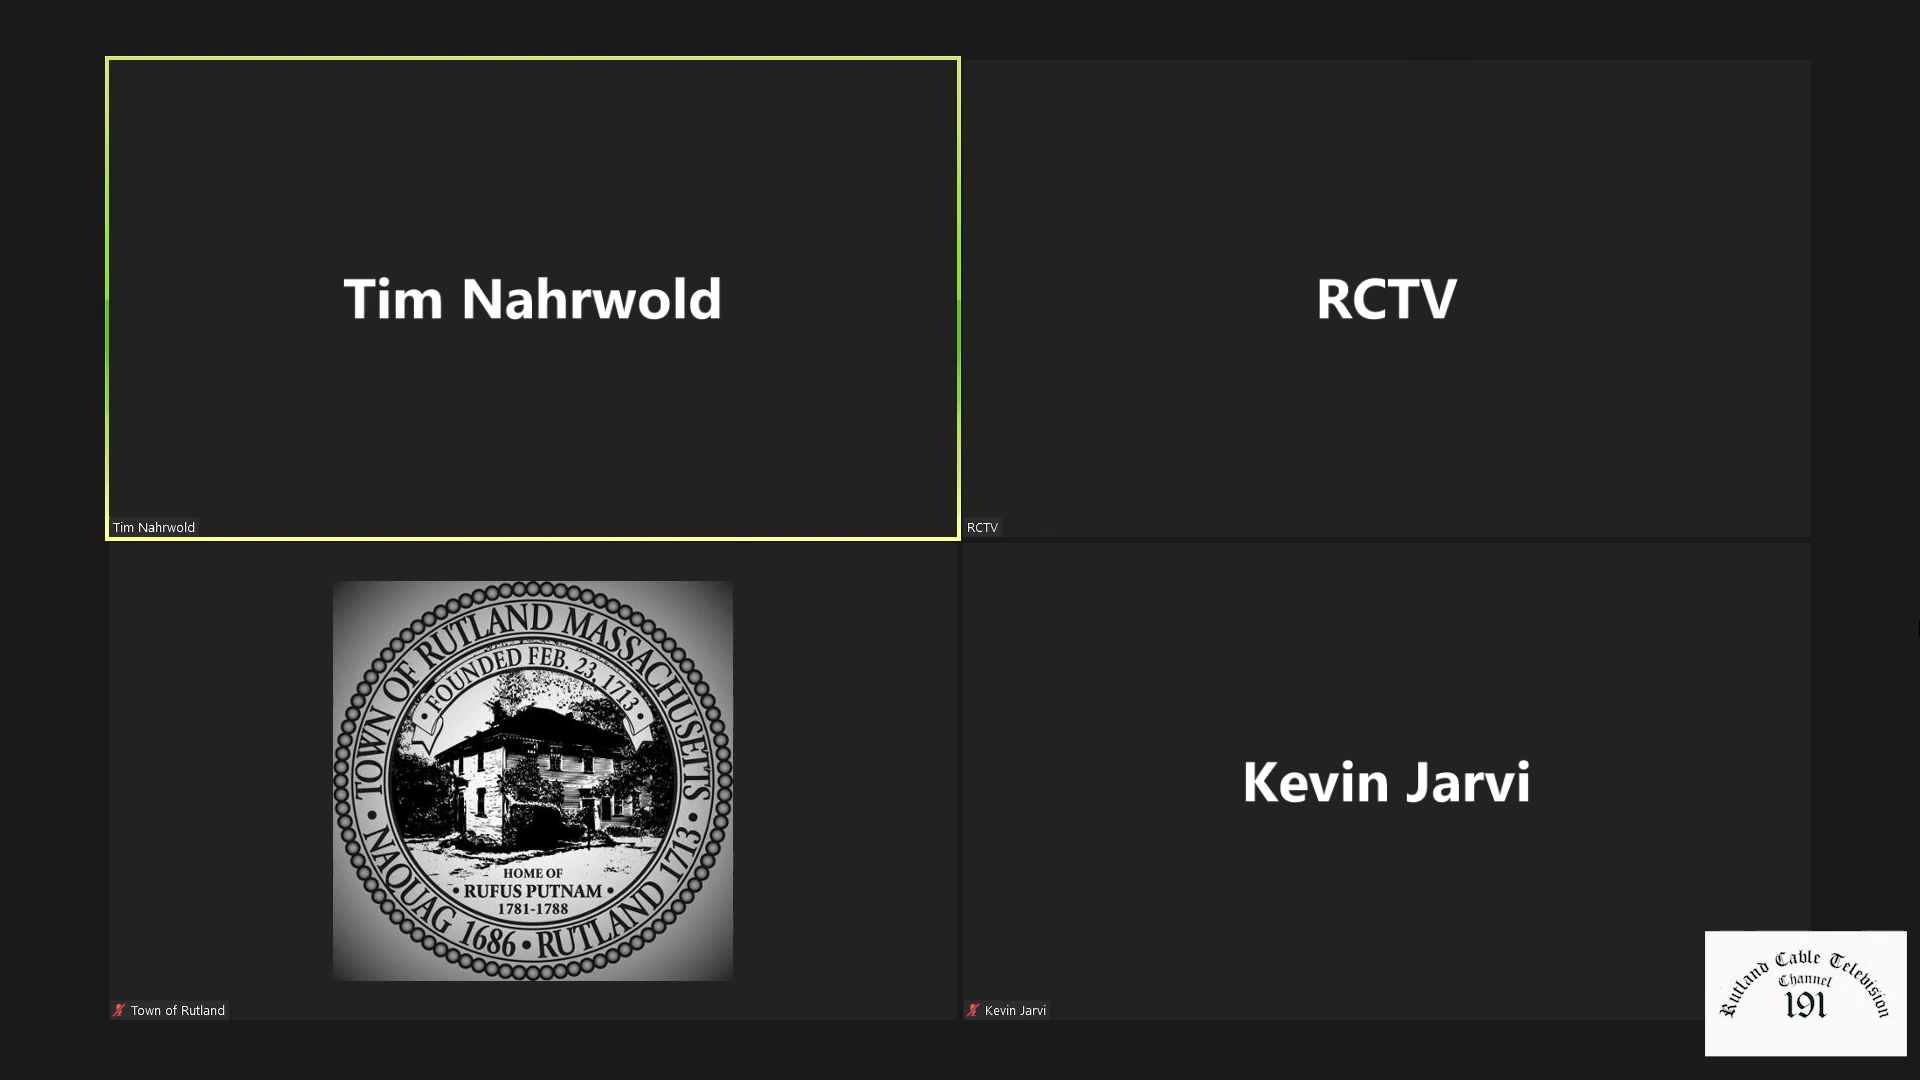 Tim Nahrwold
Tim Nahrwold
RCTV
RCTV
• TOWN OF RUTLAND MASSACHUSETTS •
• FOUNDED FEB. 23, 1713 •
HOME OF
• RUFUS PUTNAM •
1781-1788
NAQUAG 1686 • RUTLAND 1713
Town of Rutland
Kevin Jarvi
Kevin Jarvi
Rutland Cable Television
Channel
191